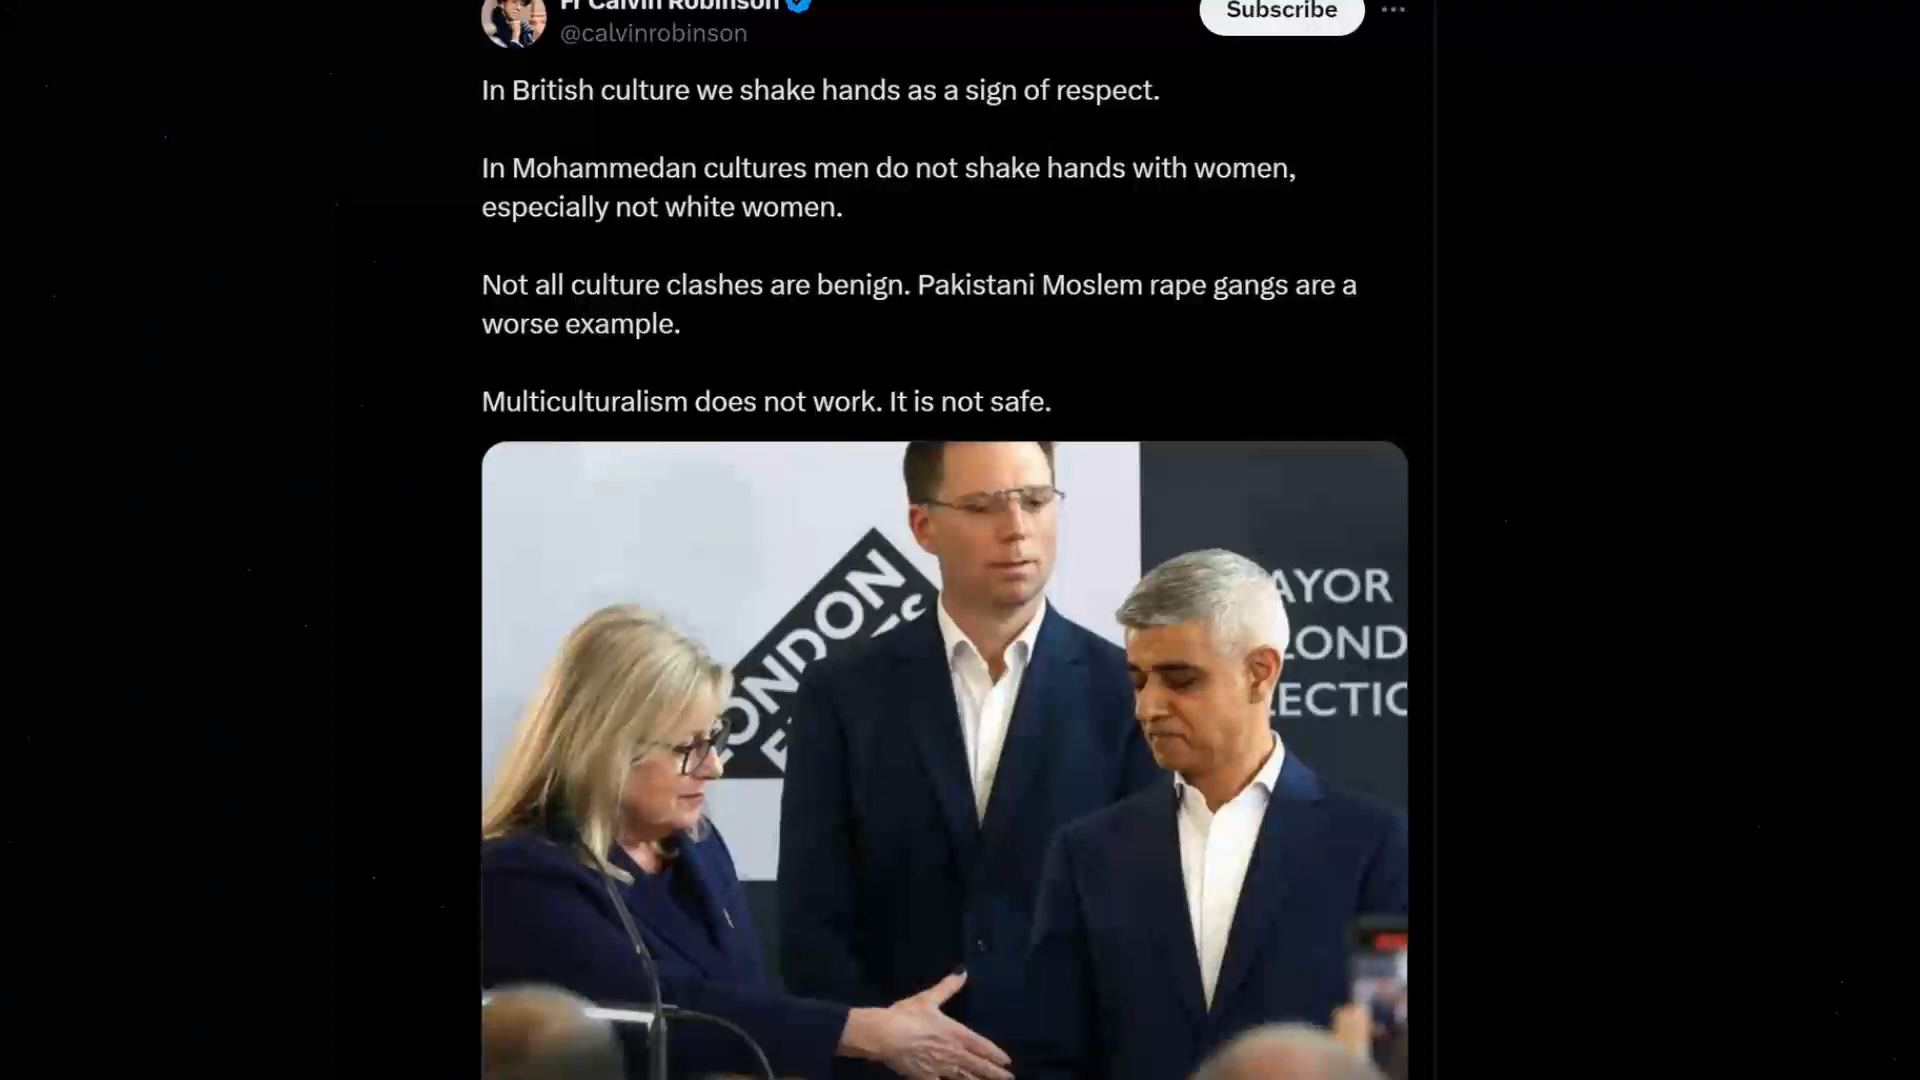 Fr Calvin Robinson
@calvinrobinson
Subscribe
In British culture we shake hands as a sign of respect.
In Mohammedan cultures men do not shake hands with women,
especially not white women.
Not all culture clashes are benign. Pakistani Moslem rape gangs are a
worse example.
Multiculturalism does not work. It is not safe.
LONDON
AYOR
LOND
LECTIO